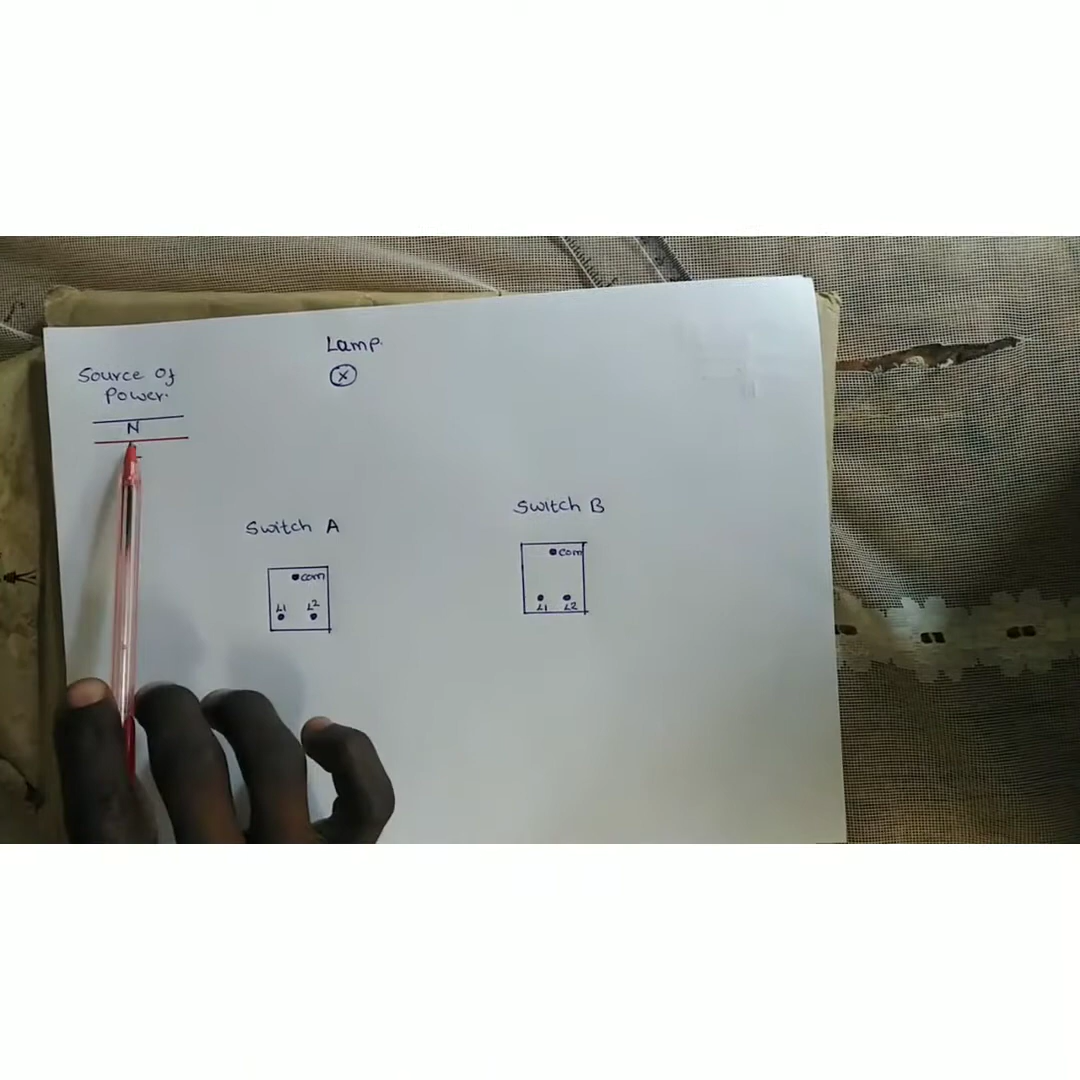 Lamp.
Source Of
Power.
N
Switch A
Switch B
com
L1
L2
com
L1
L2